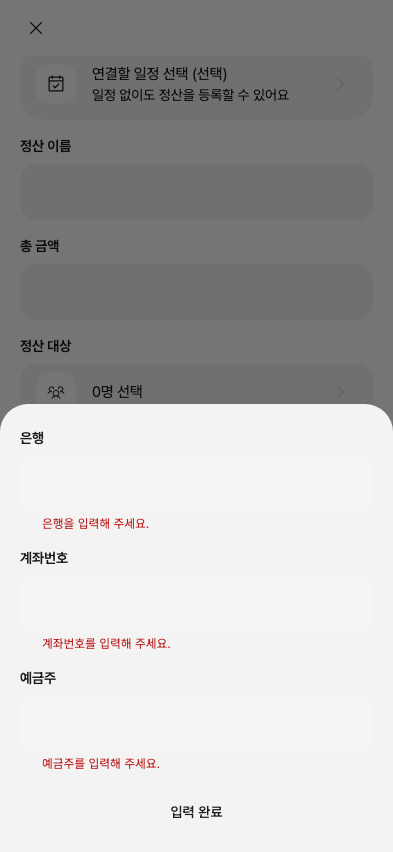 연결할 일정 선택 (선택)
일정 없이도 정산을 등록할 수 있어요
정산 이름
총 금액
정산 대상
0명 선택
은행
은행을 입력해 주세요.
계좌번호
계좌번호를 입력해 주세요.
예금주
예금주를 입력해 주세요.
입력 완료